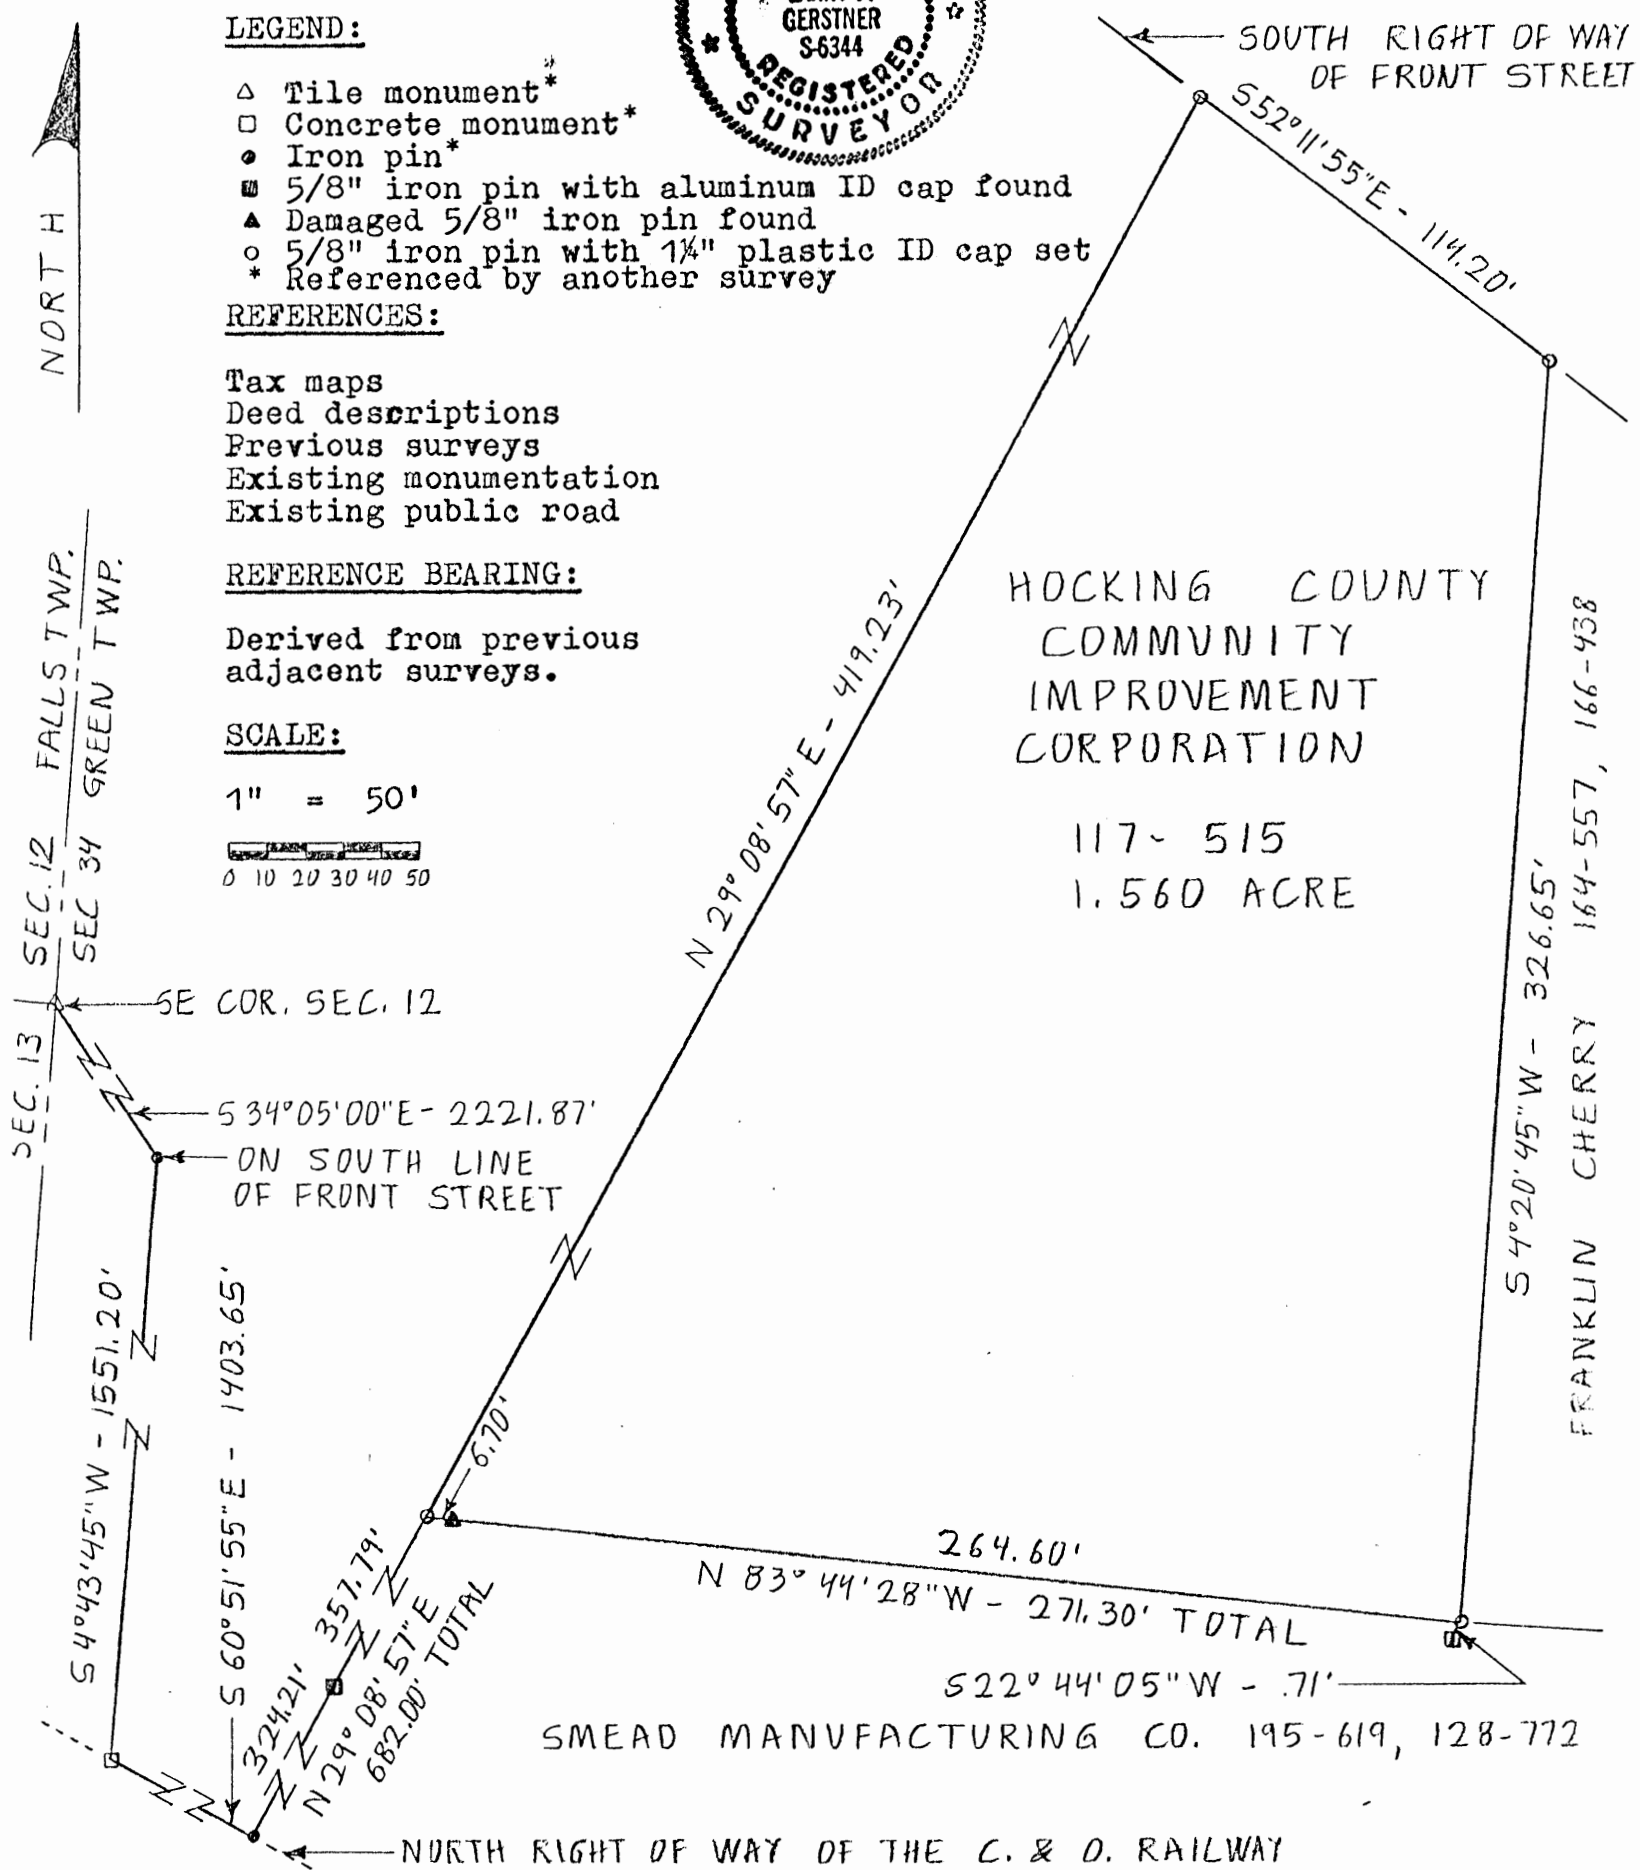 LEGEND:
△ Tile monument*
□ Concrete monument*
● Iron pin*
■ 5/8" iron pin with aluminum ID cap found
▲ Damaged 5/8" iron pin found
○ 5/8" iron pin with 1¼" plastic ID cap set
* Referenced by another survey
REFERENCES:
Tax maps
Deed descriptions
Previous surveys
Existing monumentation
Existing public road
REFERENCE BEARING:
Derived from previous
adjacent surveys.
SCALE:
1" = 50'
0 10 20 30 40 50
GERSTNER
S-6344
REGISTERED
SURVEYOR
NORTH
SOUTH RIGHT OF WAY
OF FRONT STREET
S52°11'55"E - 114.20'
N 29° 08' 57" E - 419.23'
HOCKING COUNTY
COMMUNITY
IMPROVEMENT
CORPORATION
117- 515
1.560 ACRE
S 4°20'45"W - 326.65'
FRANKLIN CHERRY 164-557, 166-438
SEC. 13 SEC. 12 FALLS TWP.
SEC 34 GREEN TWP.
SE COR. SEC. 12
S 34°05'00"E - 2221.87'
ON SOUTH LINE
OF FRONT STREET
S 4°43'45"W - 1551.20'
S 60°51'55"E - 1403.65'
324.21' 357.79'
N 29° 08' 57" E
682.00' TOTAL
6.70'
264.60'
N 83° 44' 28"W - 271.30' TOTAL
S22° 44' 05"W - .71'
SMEAD MANUFACTURING CO. 195-619, 128-772
NORTH RIGHT OF WAY OF THE C. & O. RAILWAY